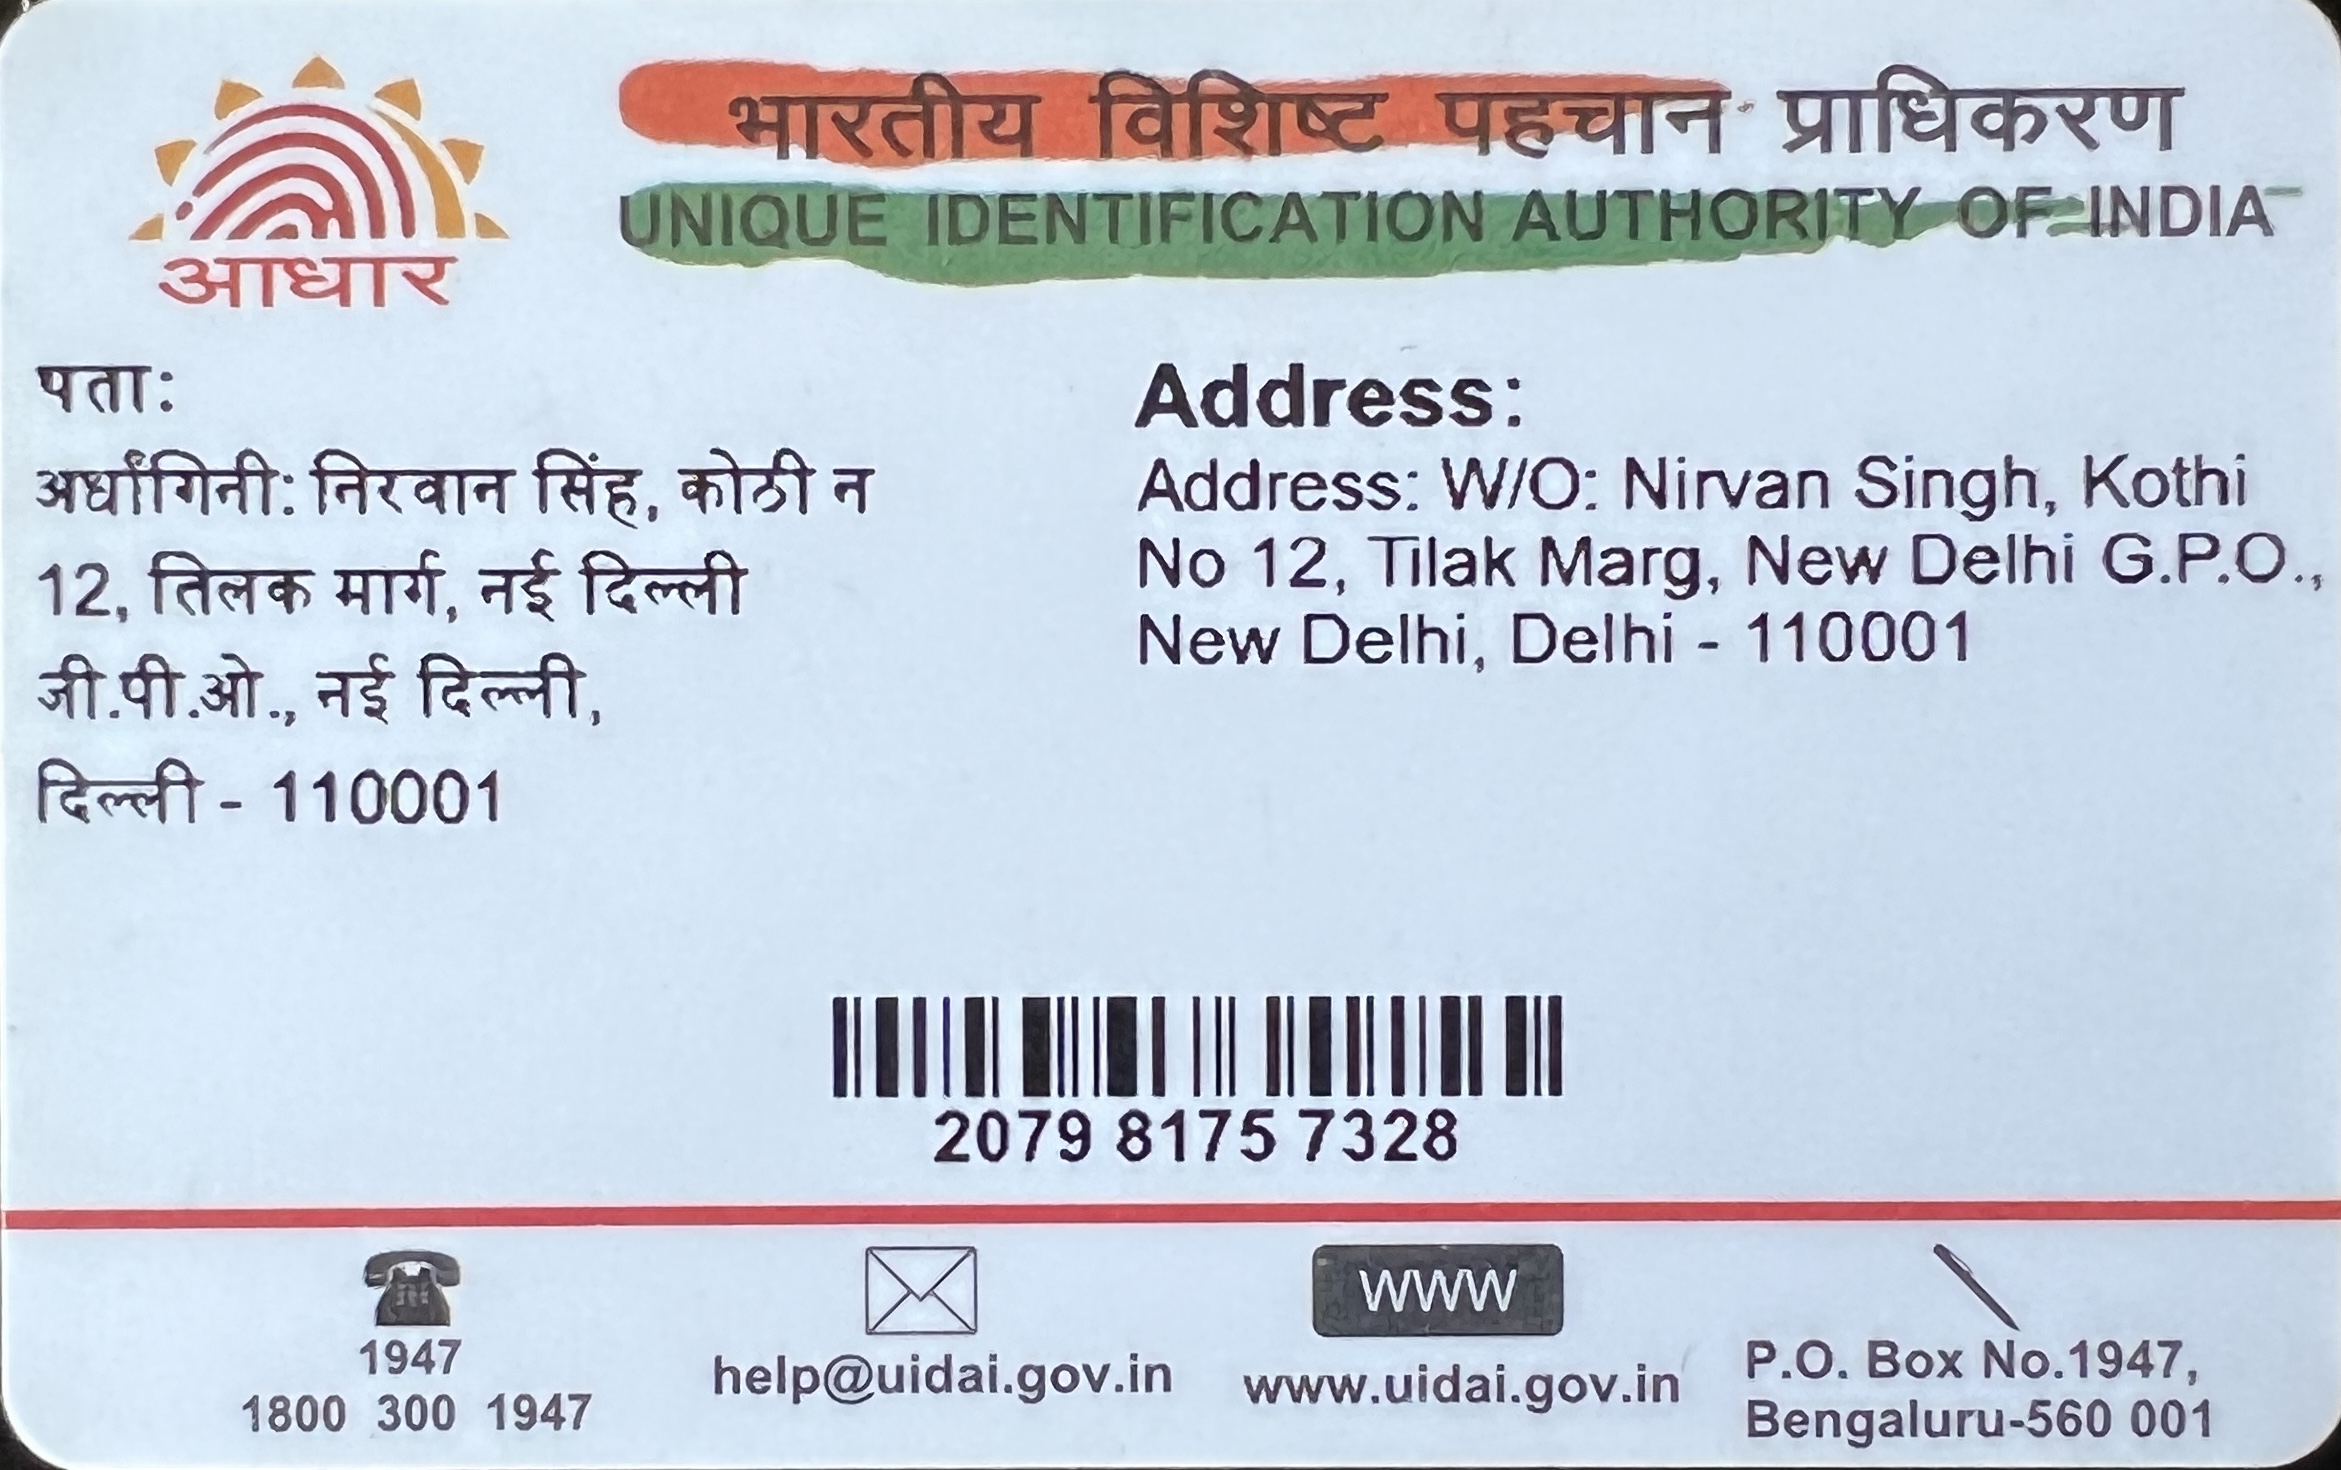 भारतीय विशिष्ट पहचान प्राधिकरण
UNIQUE IDENTIFICATION AUTHORITY OF INDIA
आधार
पता:
अर्धांगिनी: निरवान सिंह, कोठी न
12, तिलक मार्ग, नई दिल्ली
जी.पी.ओ., नई दिल्ली,
दिल्ली - 110001
Address:
Address: W/O: Nirvan Singh, Kothi
No 12, Tilak Marg, New Delhi G.P.O.,
New Delhi, Delhi - 110001
2079 8175 7328
1947
1800 300 1947
help@uidai.gov.in
WWW
www.uidai.gov.in
P.O. Box No.1947,
Bengaluru-560 001